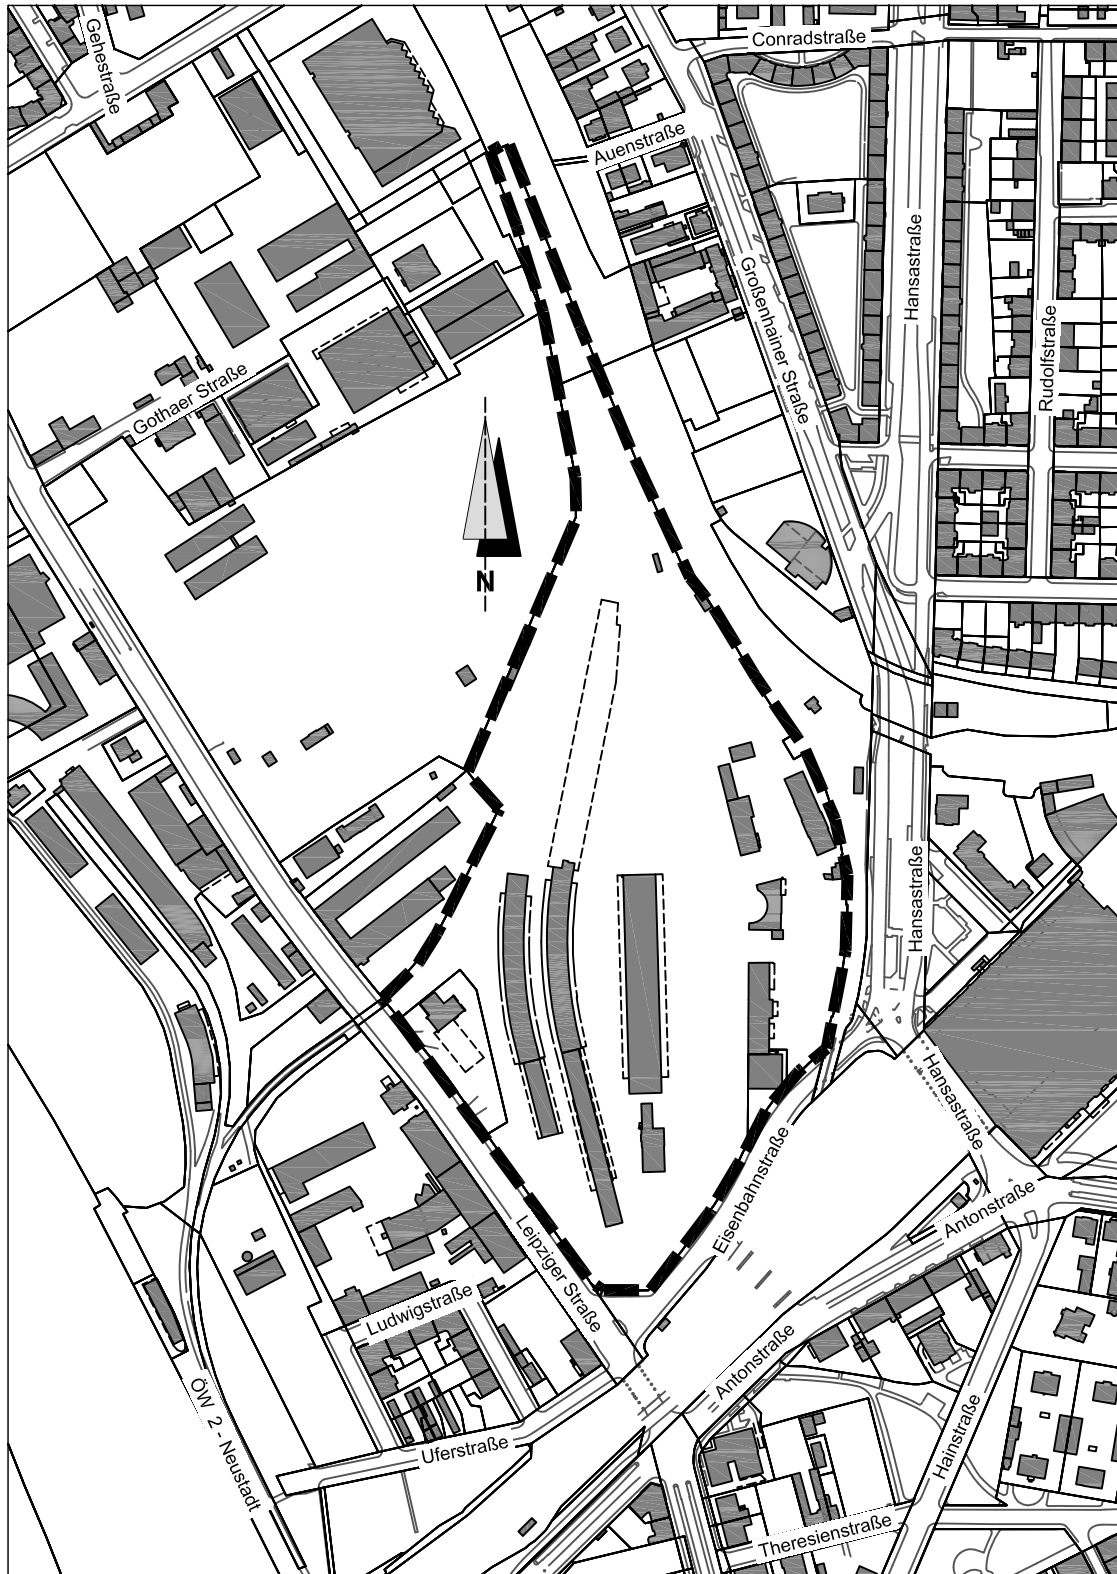 Gehestraße
Conradstraße
Auenstraße
Hansastraße
Großenhainer Straße
Rudolfstraße
Gothaer Straße
N
Hansastraße
Hansastraße
Eisenbahnstraße
Antonstraße
Leipziger Straße
Ludwigstraße
Antonstraße
ÖW 2 - Neustadt
Uferstraße
Hainstraße
Theresienstraße